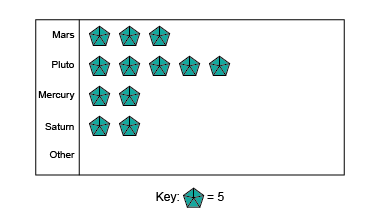 Mars
Pluto
Mercury
Saturn
Other
Key: = 5